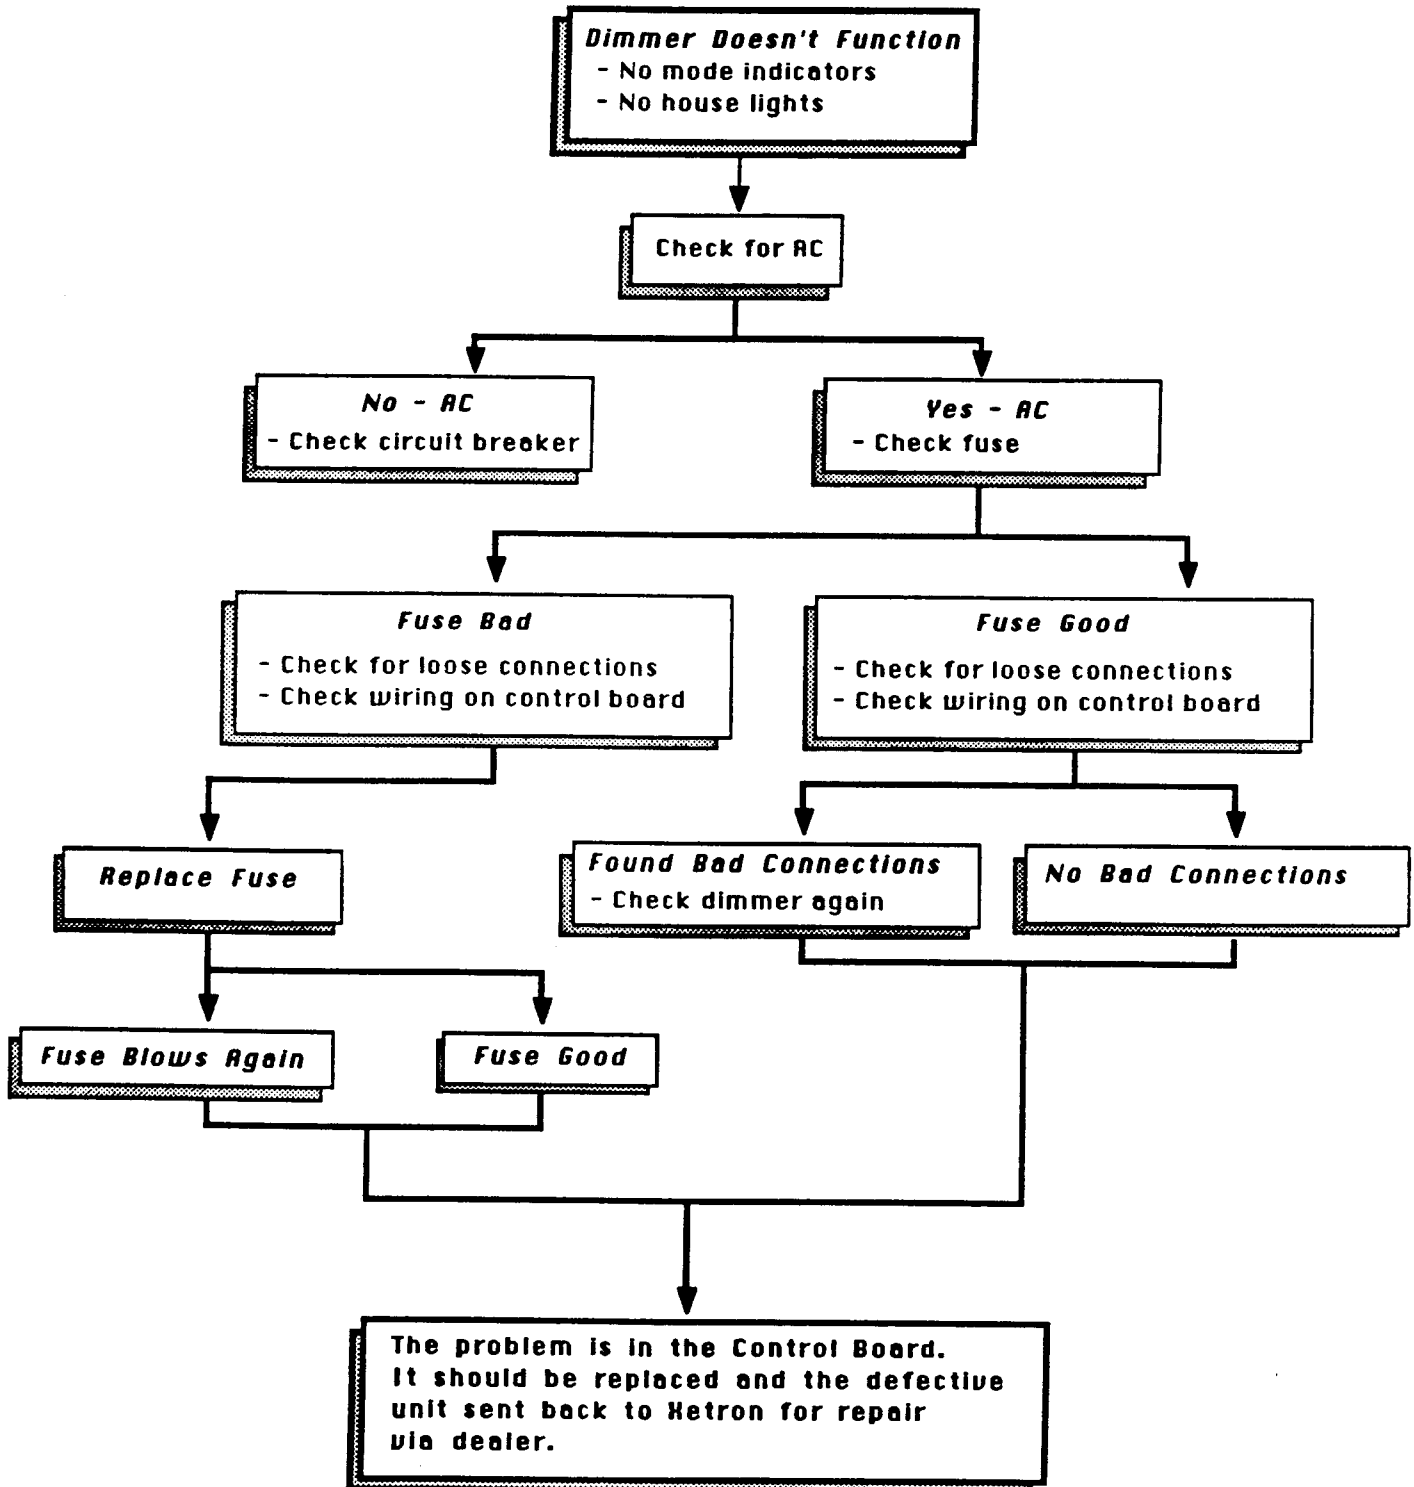 Dimmer Doesn't Function
- No mode indicators
- No house lights
Check for AC
No - AC
- Check circuit breaker
Yes - AC
- Check fuse
Fuse Bad
- Check for loose connections
- Check wiring on control board
Fuse Good
- Check for loose connections
- Check wiring on control board
Replace Fuse
Found Bad Connections
- Check dimmer again
No Bad Connections
Fuse Blows Again
Fuse Good
The problem is in the Control Board.
It should be replaced and the defective
unit sent back to Xetron for repair
via dealer.